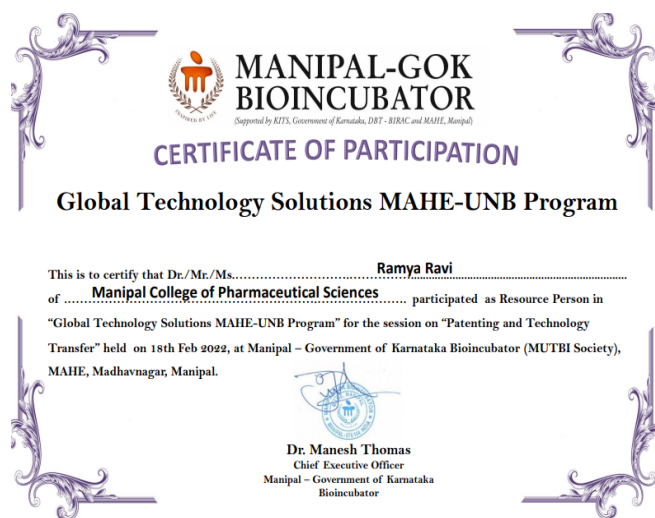 MANIPAL-GOK
BIOINCUBATOR
INSPIRED BY LIFE
(Supported by KITS, Government of Karnataka, DBT - BIRAC and MAHE, Manipal)
CERTIFICATE OF PARTICIPATION
Global Technology Solutions MAHE-UNB Program
This is to certify that Dr./Mr./Ms. Ramya Ravi
of Manipal College of Pharmaceutical Sciences participated as Resource Person in
“Global Technology Solutions MAHE-UNB Program” for the session on “Patenting and Technology
Transfer” held on 18th Feb 2022, at Manipal – Government of Karnataka Bioincubator (MUTBI Society),
MAHE, Madhavnagar, Manipal.
Dr. Manesh Thomas
Chief Executive Officer
Manipal – Government of Karnataka
Bioincubator